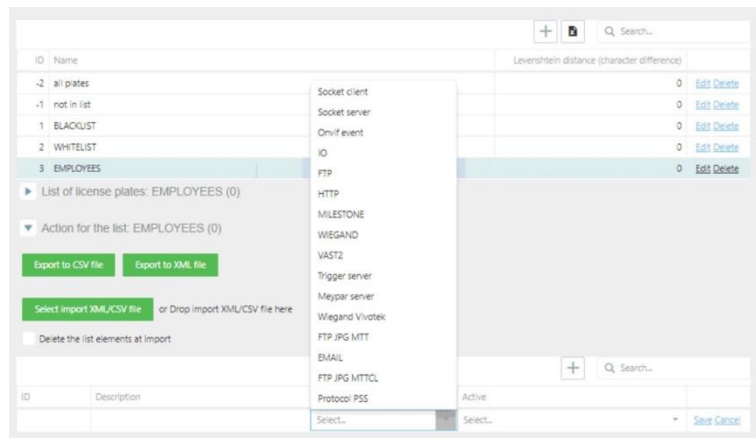 Search...
ID Name Levenshtein distance (character difference)
-2 all plates 0 Edit Delete
-1 not in list 0 Edit Delete
1 BLACKLIST 0 Edit Delete
2 WHITELIST 0 Edit Delete
3 EMPLOYEES 0 Edit Delete
List of license plates: EMPLOYEES (0)
Action for the list: EMPLOYEES (0)
Export to CSV file Export to XML file
Select import XML/CSV file or Drop import XML/CSV file here
Delete the list elements at import
Socket client
Socket server
Onvif event
IO
FTP
HTTP
MILESTONE
WIEGAND
VAST2
Trigger server
Meypar server
Wiegand Vivotek
FTP JPG MTT
EMAIL
FTP JPG MTTCL
Protocol PSS
Search...
ID Description Active
Select... Select... Save Cancel